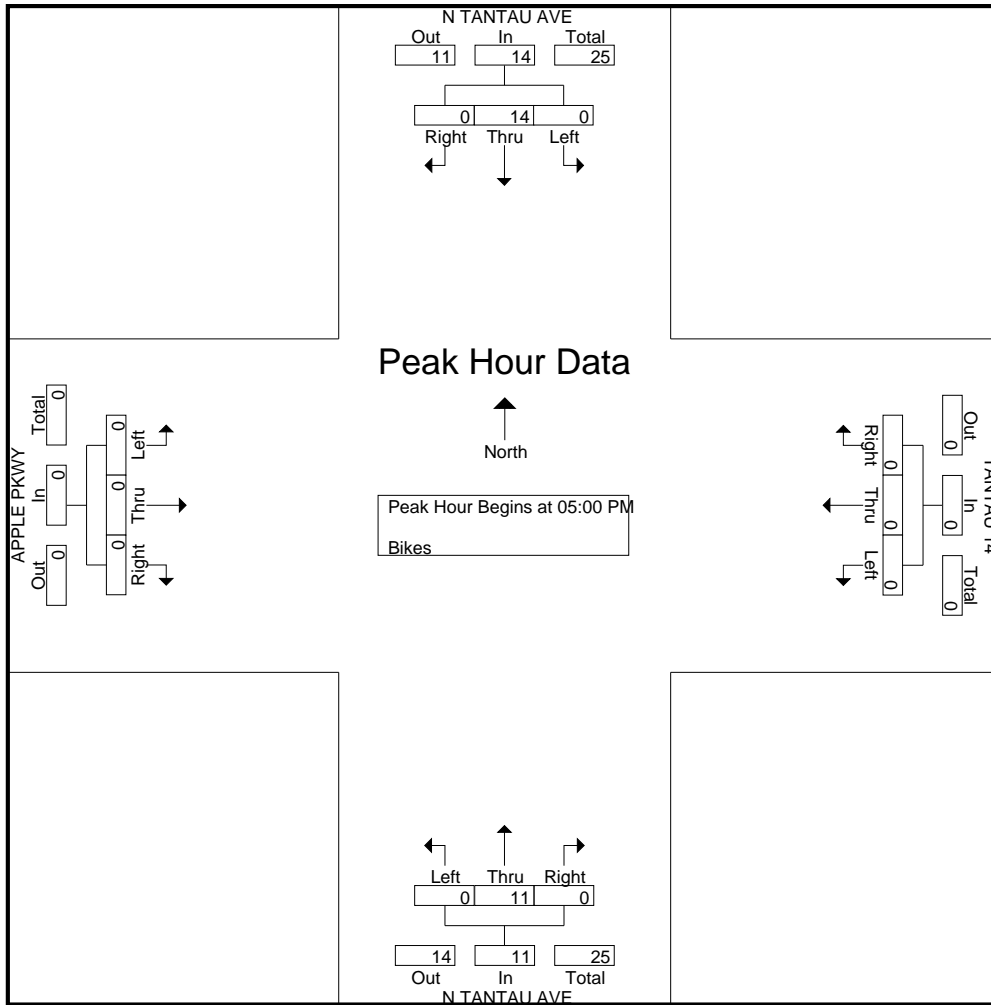 N TANTAU AVE
Out In Total
11 14 25
0 14 0
Right Thru Left
Peak Hour Data
North
Peak Hour Begins at 05:00 PM
Bikes
APPLE PKWY
Out In Total
0 0 0
0 0 0
Right Thru Left
TANTAU 14
Out In Total
0 0 0
Right Thru Left
0 0 0
Left Thru Right
0 11 0
14 11 25
Out In Total
N TANTAU AVE